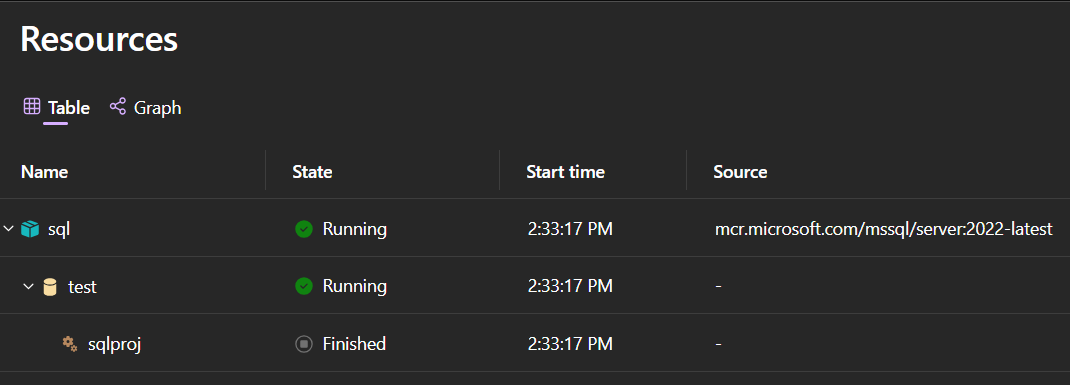 Resources
Table Graph
Name State Start time Source
sql Running 2:33:17 PM mcr.microsoft.com/mssql/server:2022-latest
test Running 2:33:17 PM -
sqlproj Finished 2:33:17 PM -